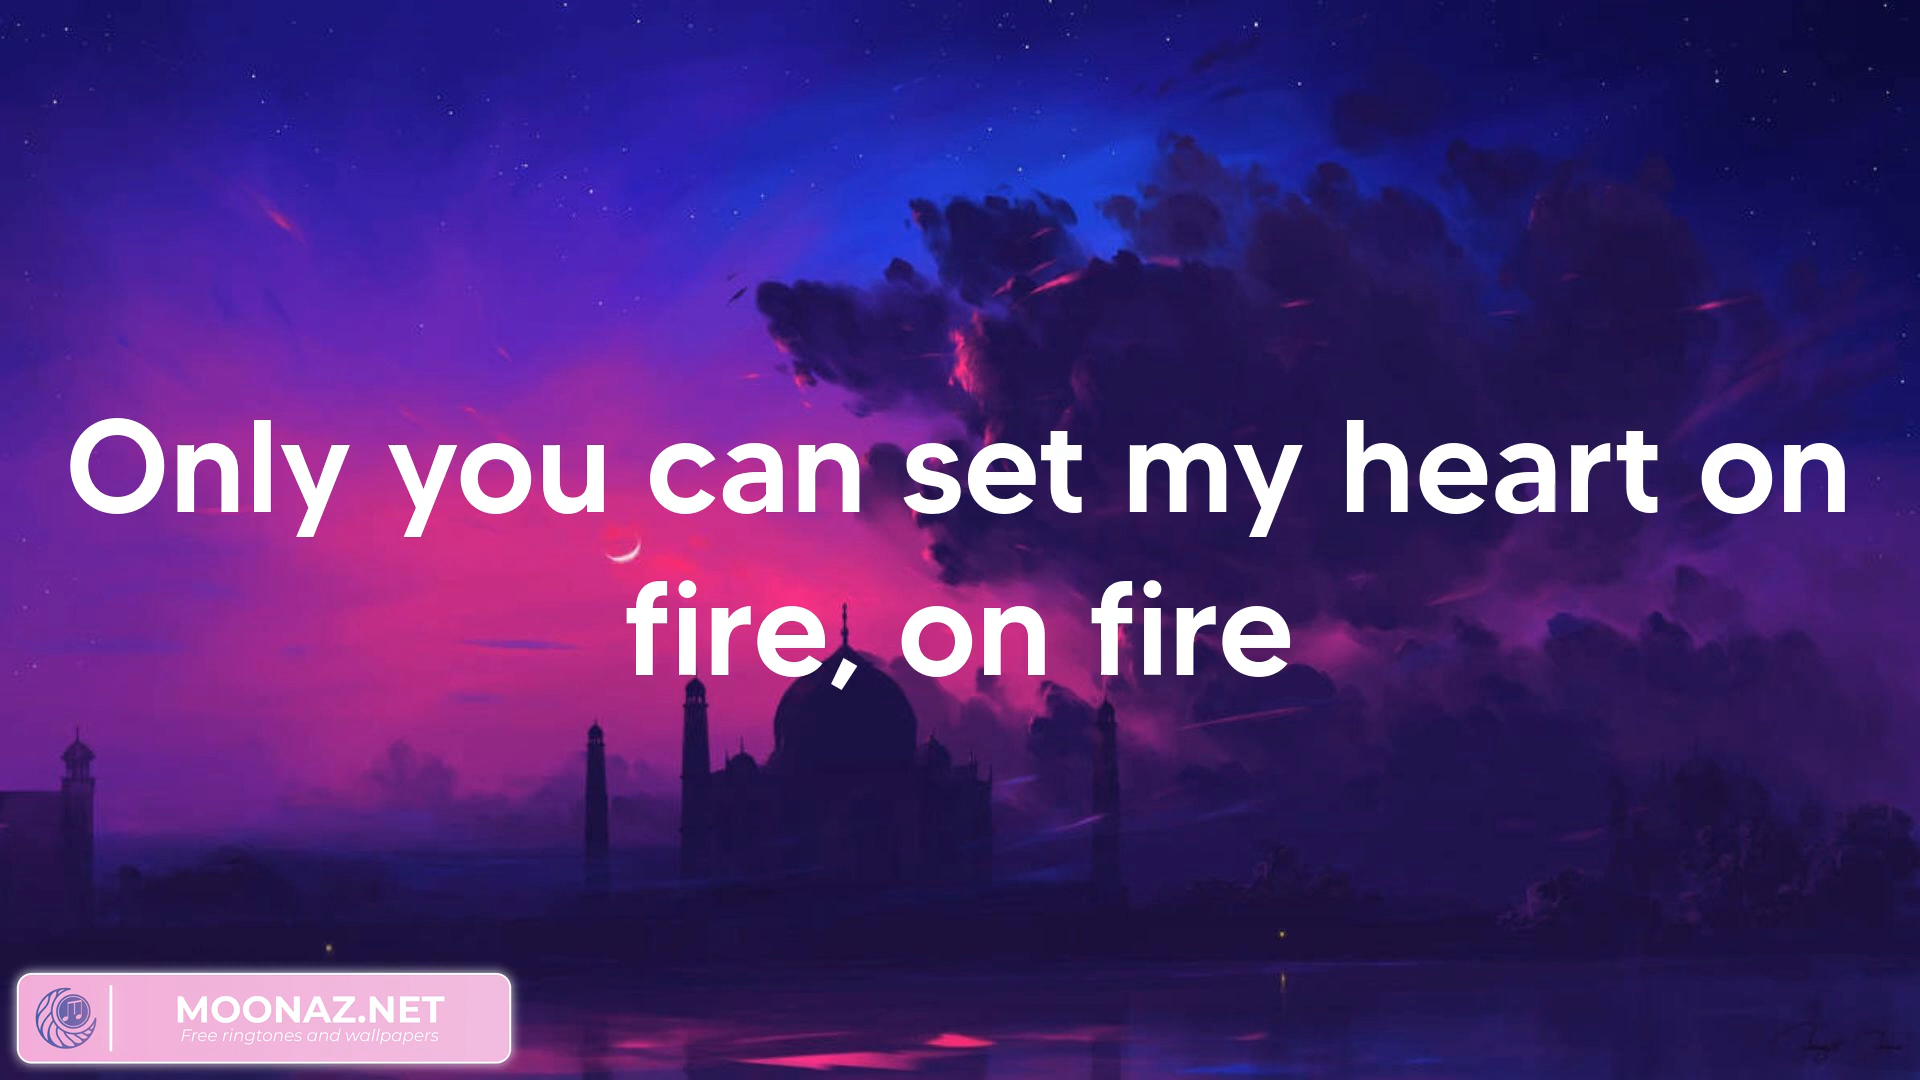 Only you can set my heart on
fire, on fire
MOONAZ.NET
Free ringtones and wallpapers